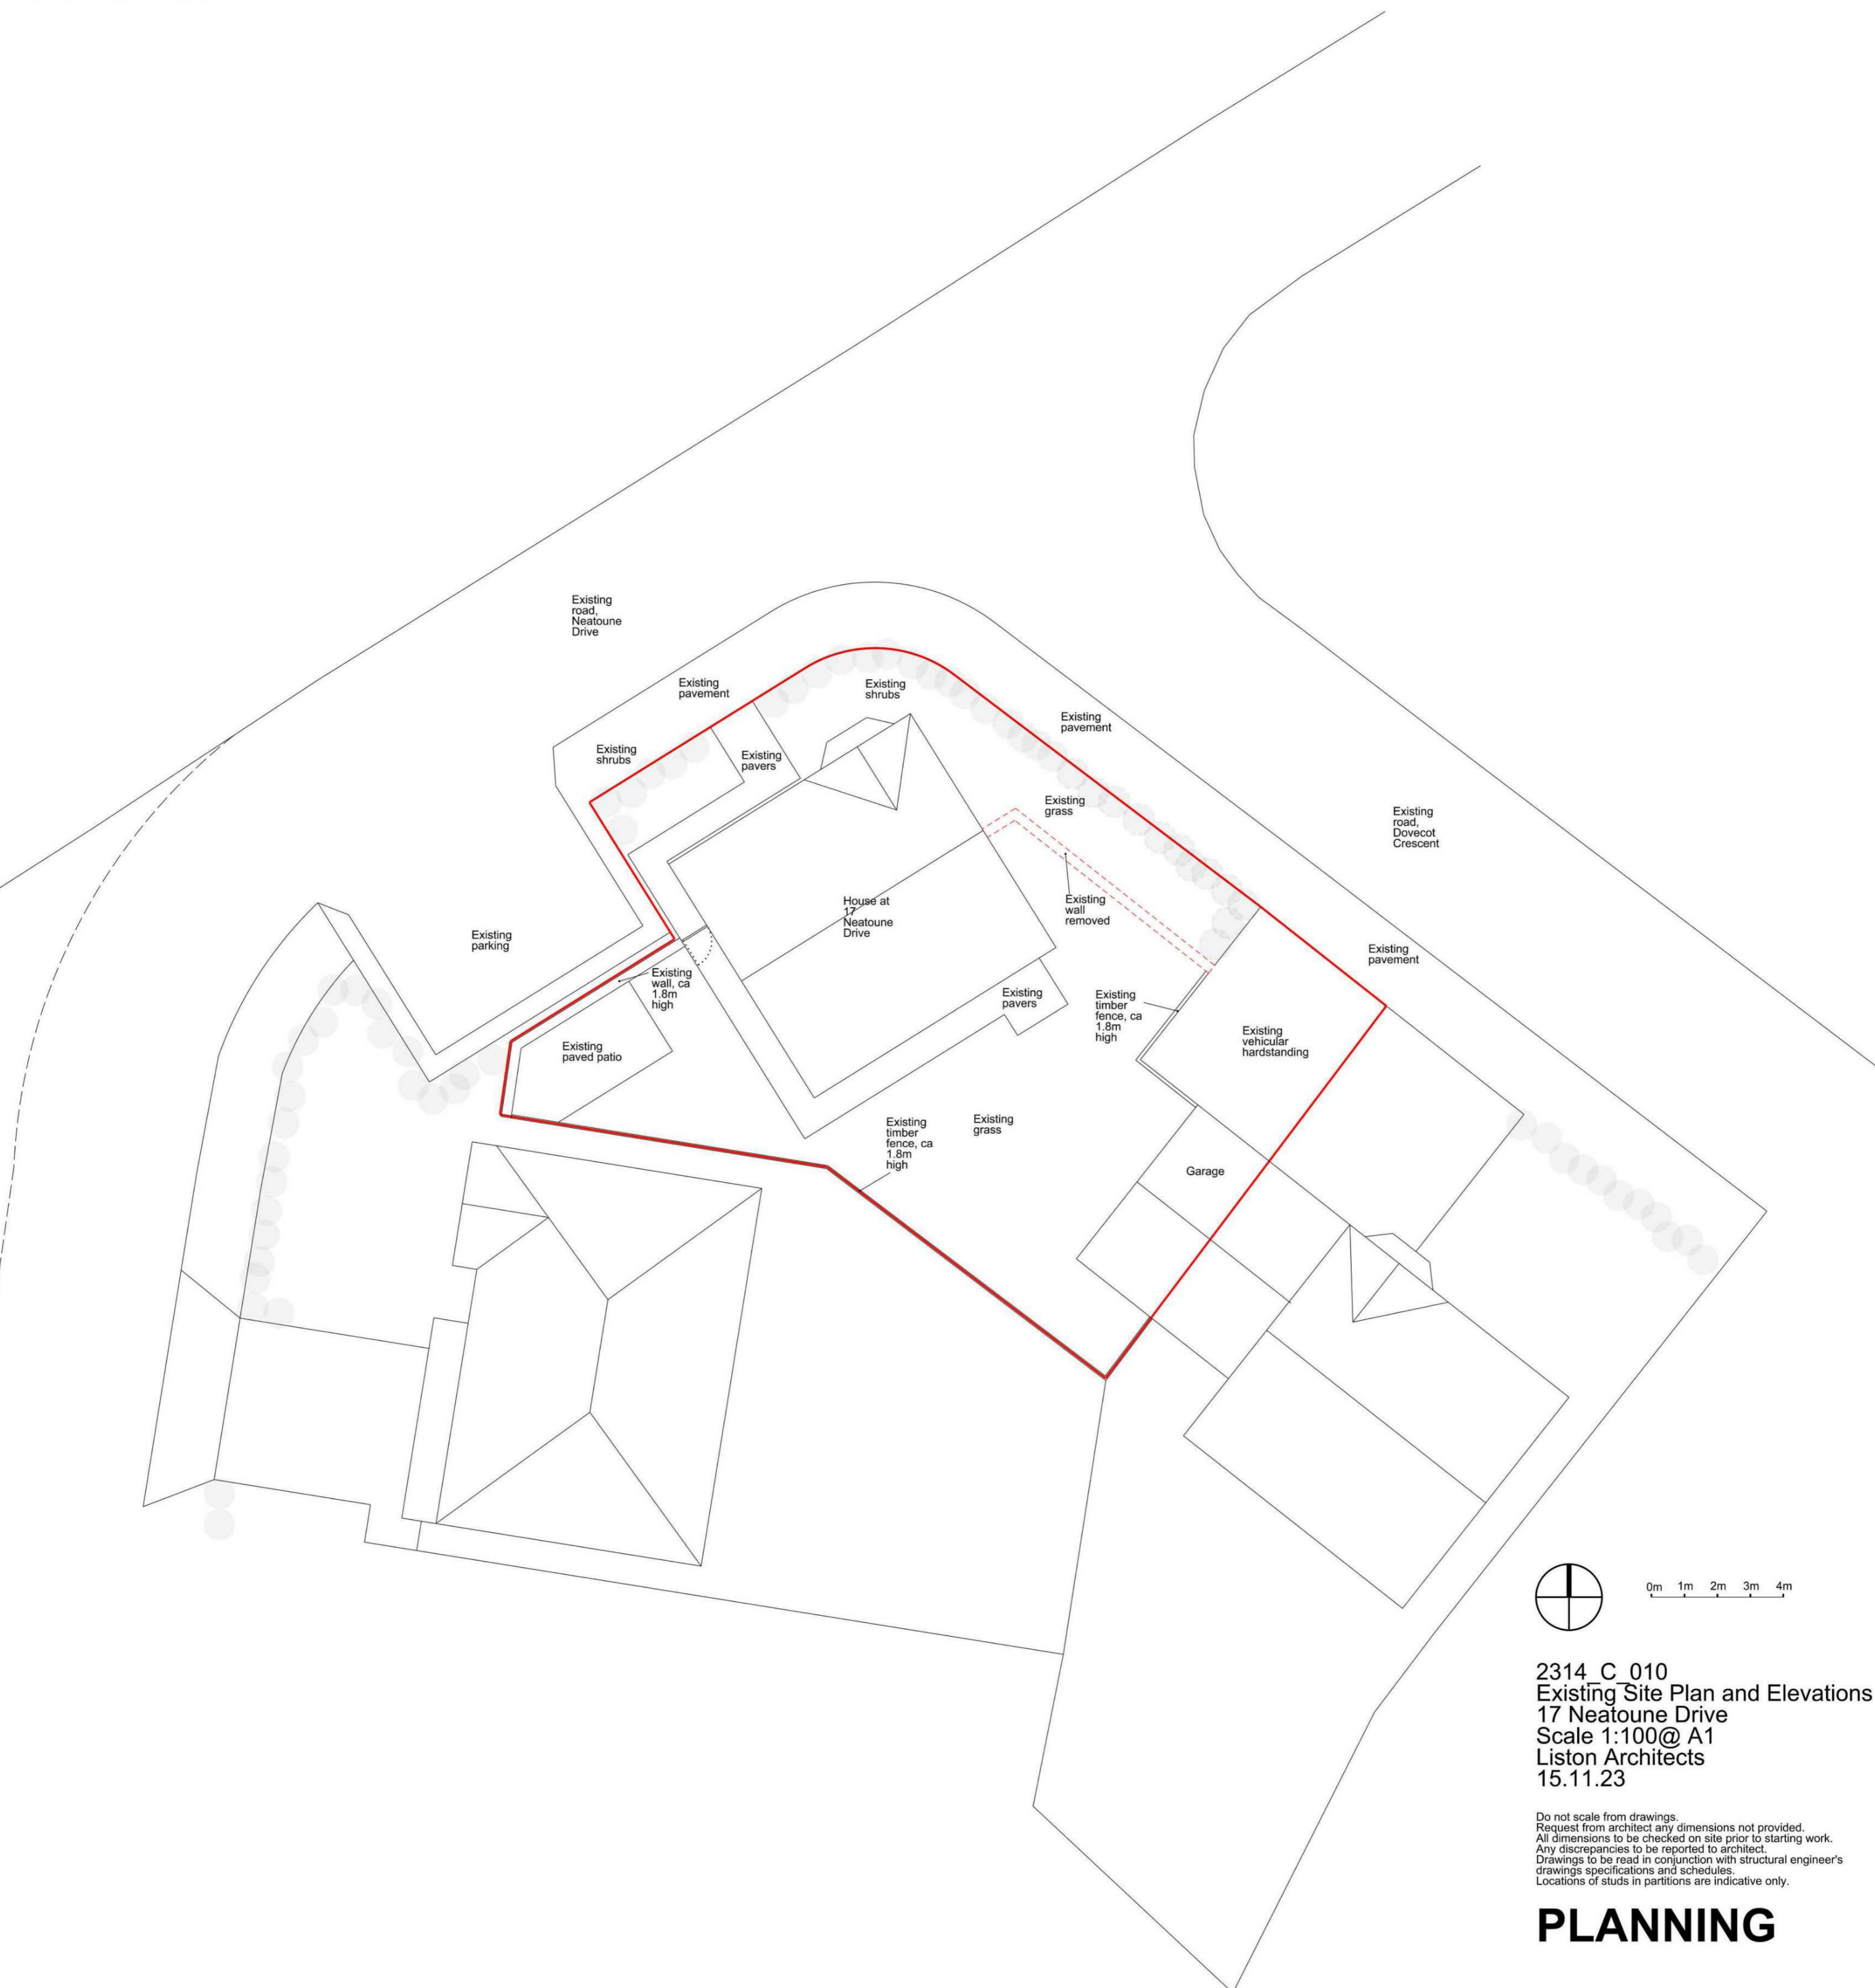 Existing
road,
Neatoune
Drive
Existing
pavement
Existing
shrubs
Existing
pavement
Existing
shrubs
Existing
pavers
Existing
grass
Existing
road,
Dovecot
Crescent
House at
17
Neatoune
Drive
Existing
wall
removed
Existing
parking
Existing
pavement
Existing
wall, ca
1.8m
high
Existing
pavers
Existing
timber
fence, ca
1.8m
high
Existing
vehicular
hardstanding
Existing
paved patio
Existing
timber
fence, ca
1.8m
high
Existing
grass
Garage
0m 1m 2m 3m 4m
2314_C_010
Existing Site Plan and Elevations
17 Neatoune Drive
Scale 1:100@ A1
Liston Architects
15.11.23
Do not scale from drawings.
Request from architect any dimensions not provided.
All dimensions to be checked on site prior to starting work.
Any discrepancies to be reported to architect.
Drawings to be read in conjunction with structural engineer's
drawings specifications and schedules.
Locations of studs in partitions are indicative only.
PLANNING